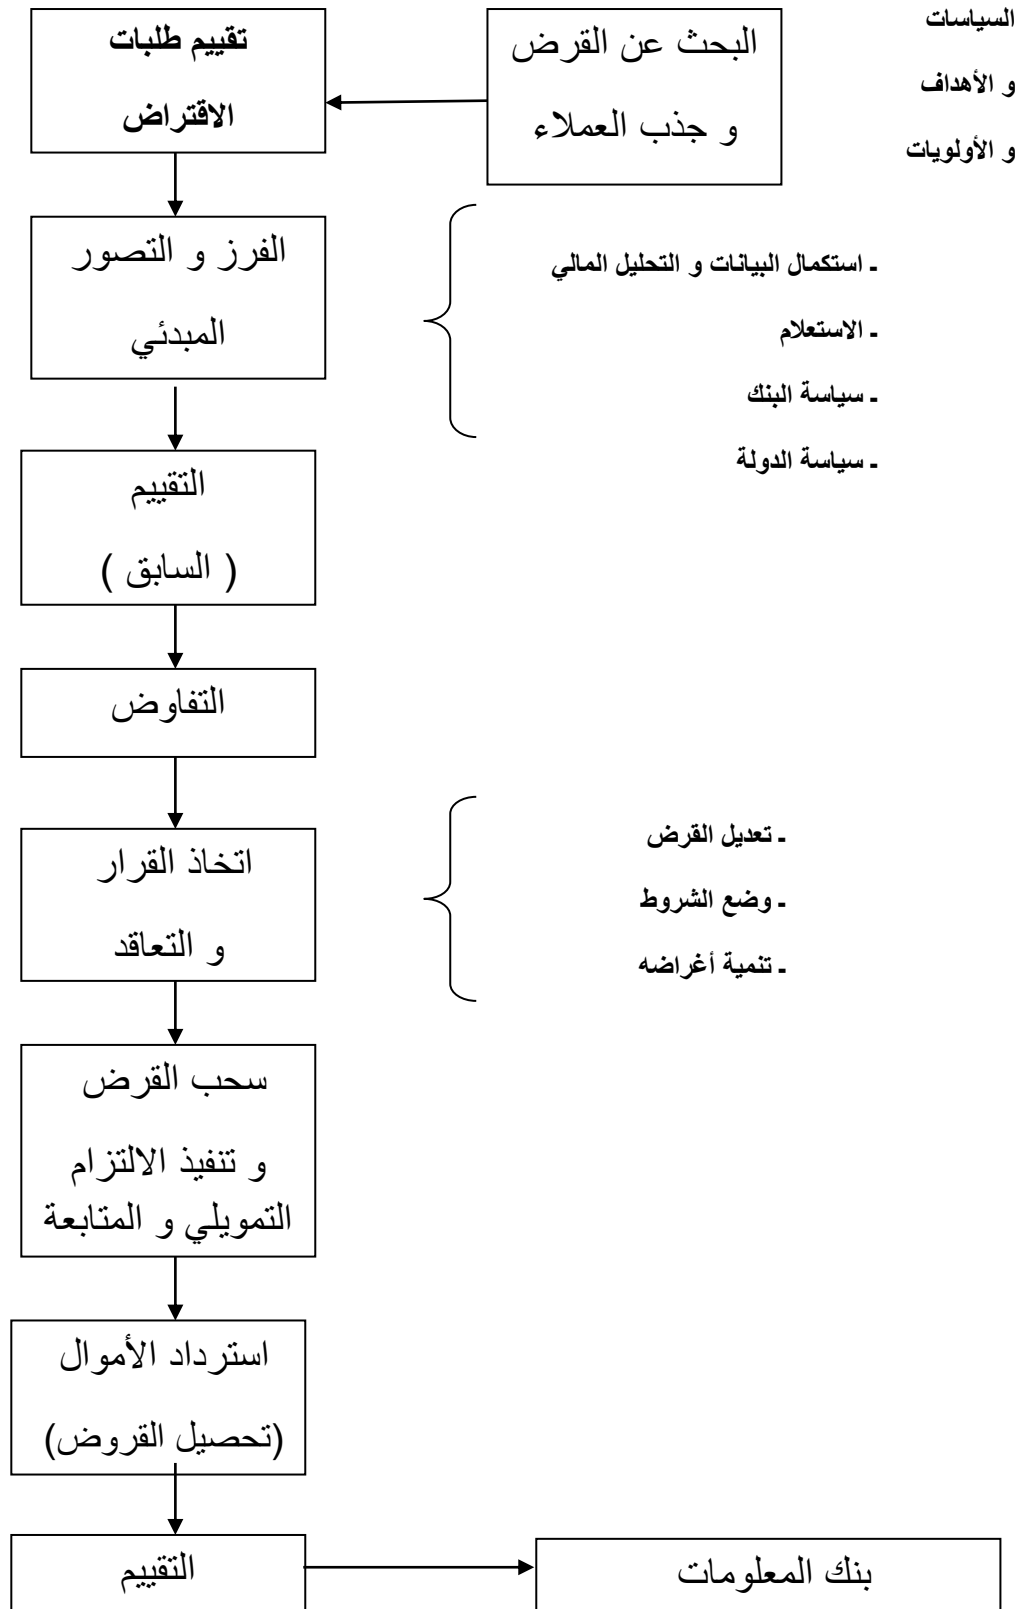 السياسات
و الأهداف
و الأولويات
البحث عن القرض
و جذب العملاء
تقييم طلبات
الاقتراض
الفرز و التصور
المبدئي
ـ استكمال البيانات و التحليل المالي
ـ الاستعلام
ـ سياسة البنك
ـ سياسة الدولة
التقييم
( السابق )
التفاوض
اتخاذ القرار
و التعاقد
ـ تعديل القرض
ـ وضع الشروط
ـ تنمية أغراضه
سحب القرض
و تنفيذ الالتزام
التمويلي و المتابعة
استرداد الأموال
(تحصيل القروض)
التقييم
بنك المعلومات